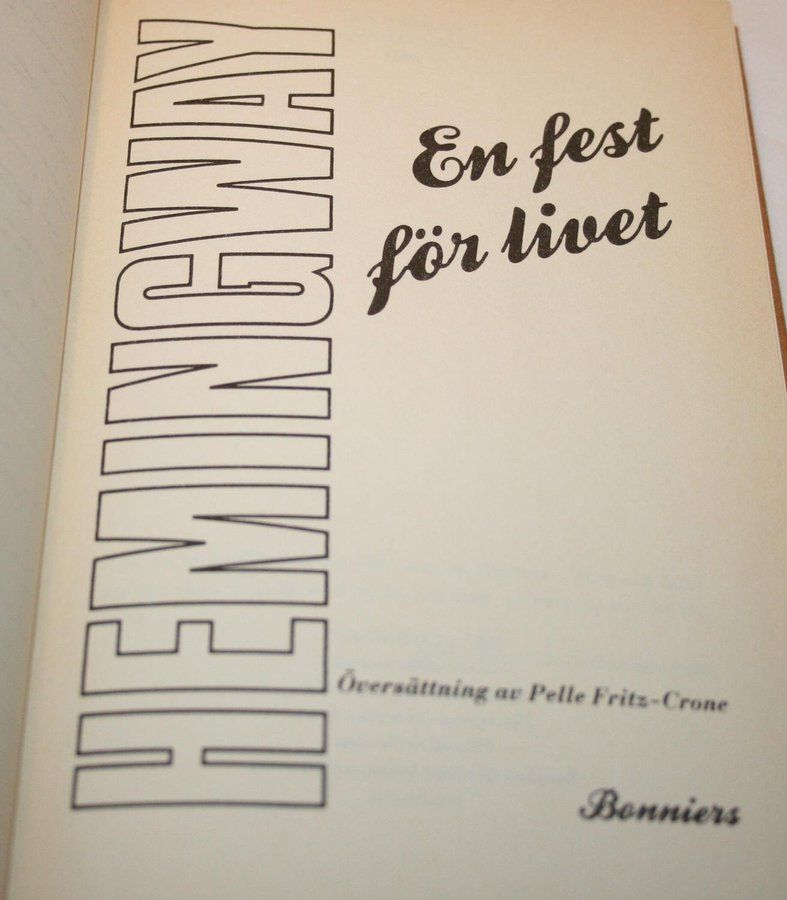 HEMINGWAY
En fest
för livet
Översättning av Pelle Fritz-Crone
Bonniers